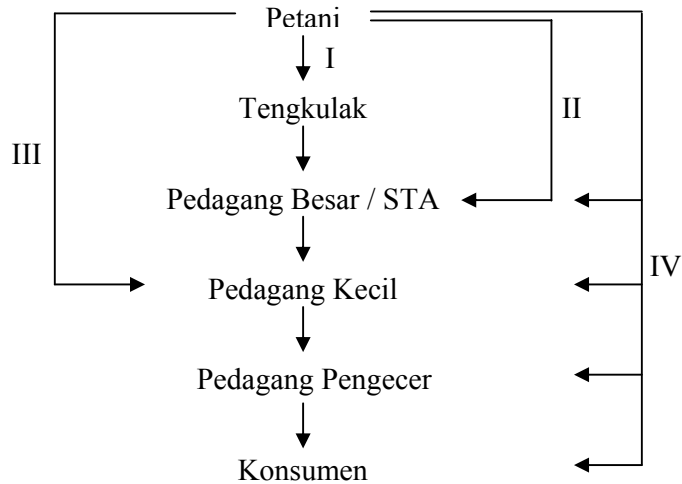 Petani
I
Tengkulak
II
III
Pedagang Besar / STA
IV
Pedagang Kecil
Pedagang Pengecer
Konsumen